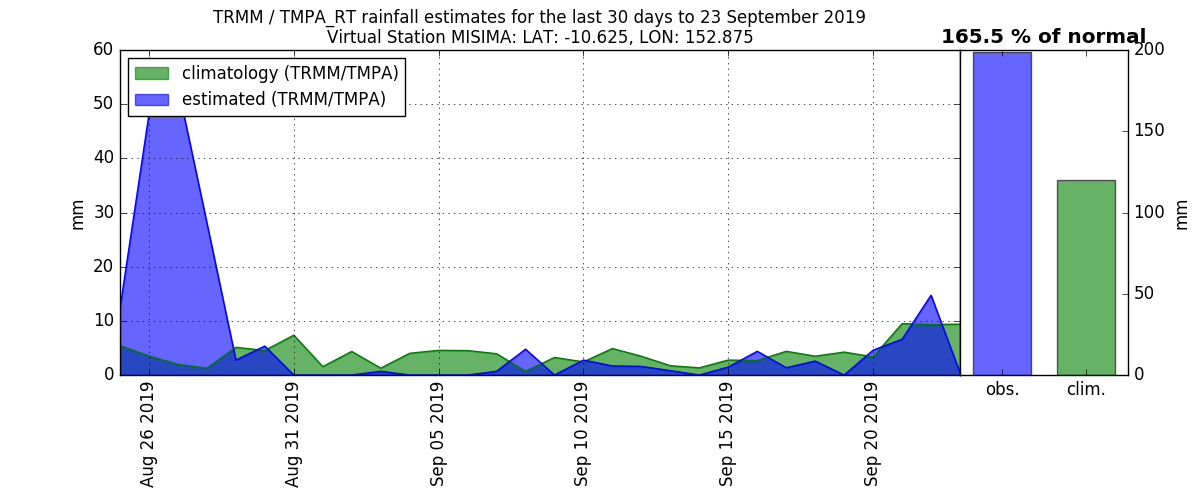 TRMM / TMPA_RT rainfall estimates for the last 30 days to 23 September 2019
Virtual Station MISIMA: LAT: -10.625, LON: 152.875
165.5 % of normal
climatology (TRMM/TMPA)
estimated (TRMM/TMPA)
60
50
40
30
20
10
0
mm
Aug 26 2019
Aug 31 2019
Sep 05 2019
Sep 10 2019
Sep 15 2019
Sep 20 2019
obs.
clim.
200
150
100
50
0
mm